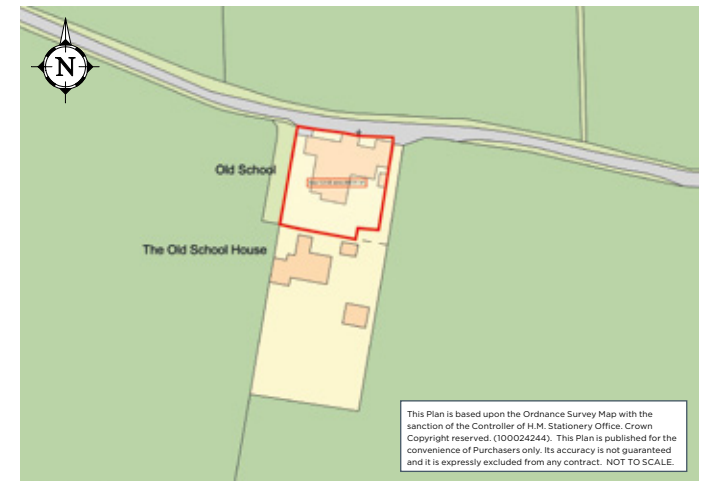 N
Old School
The Old School House
This Plan is based upon the Ordnance Survey Map with the
sanction of the Controller of H.M. Stationery Office. Crown
Copyright reserved. (100024244). This Plan is published for the
convenience of Purchasers only. Its accuracy is not guaranteed
and it is expressly excluded from any contract. NOT TO SCALE.